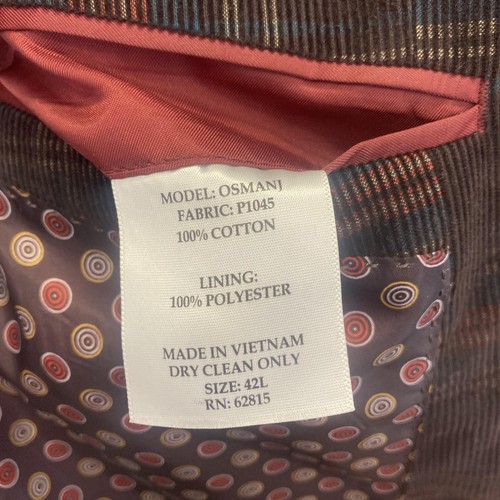 MODEL: OSMANJ
FABRIC: P1045
100% COTTON
LINING:
100% POLYESTER
MADE IN VIETNAM
DRY CLEAN ONLY
SIZE: 42L
RN: 62815